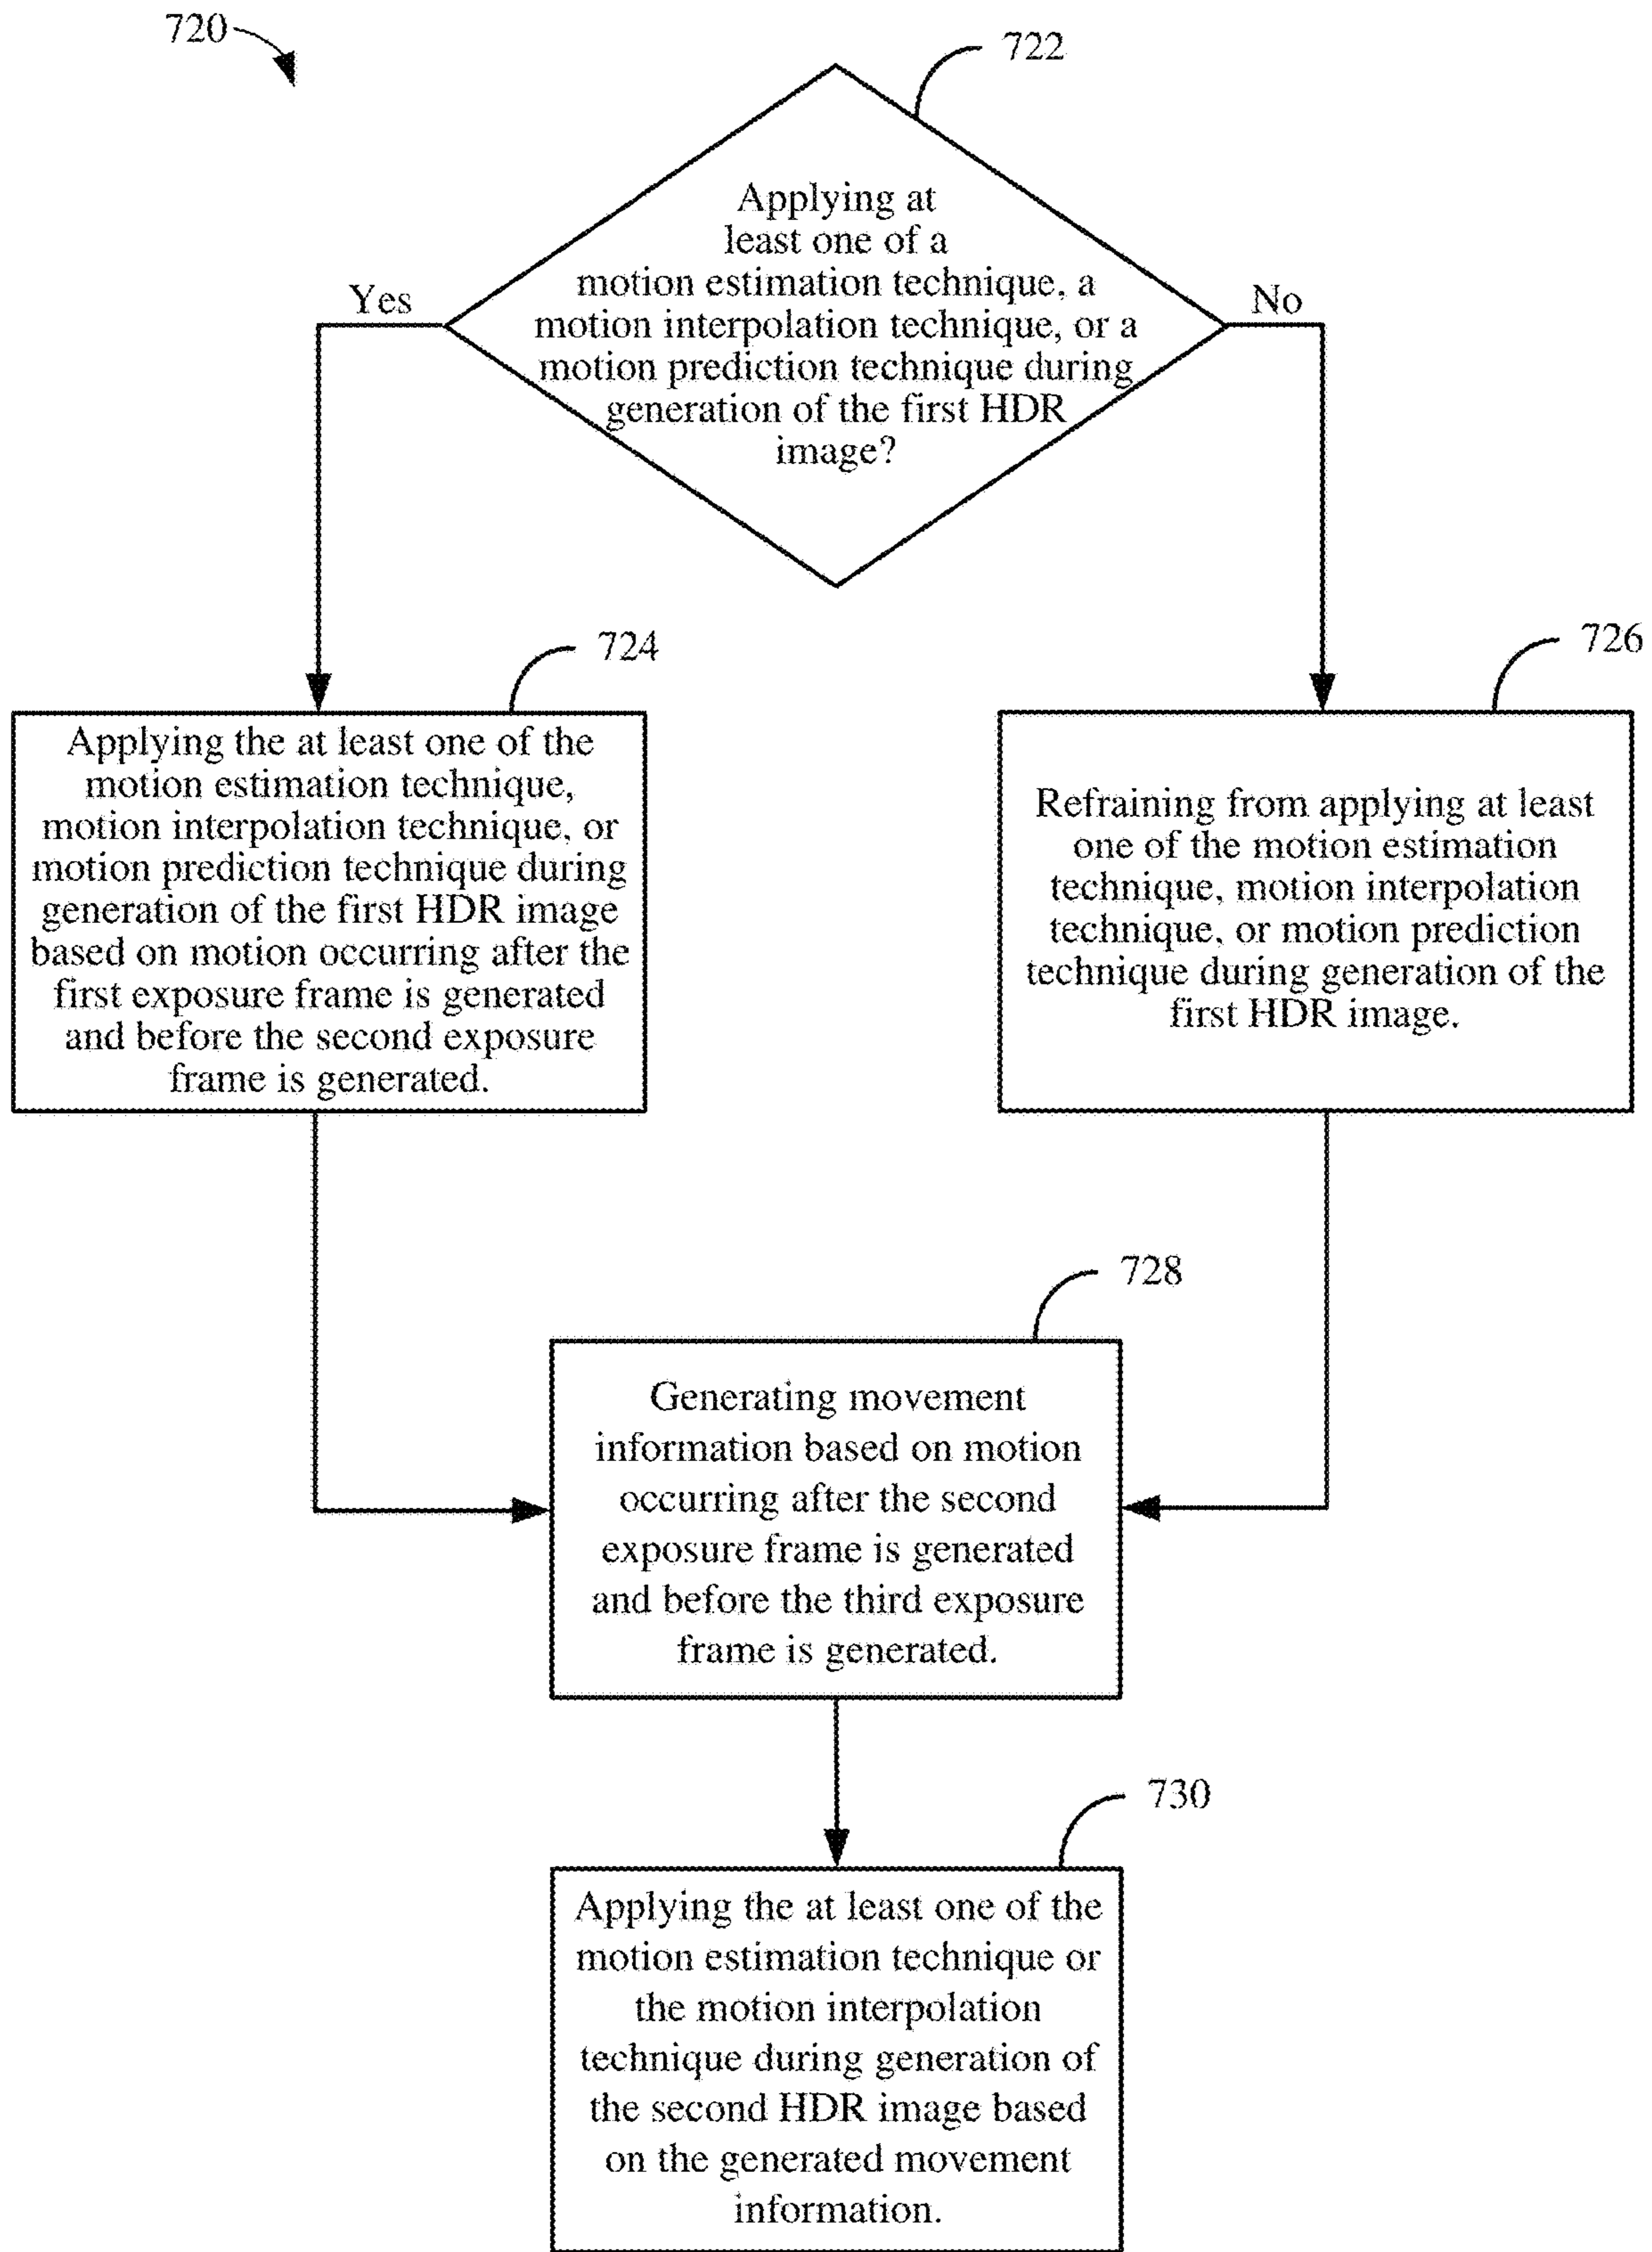 720
722
Applying at
least one of a
motion estimation technique, a
motion interpolation technique, or a
motion prediction technique during
generation of the first HDR
image?
Yes
No
724
726
Applying the at least one of the
motion estimation technique,
motion interpolation technique, or
motion prediction technique during
generation of the first HDR image
based on motion occurring after the
first exposure frame is generated
and before the second exposure
frame is generated.
Refraining from applying at least
one of the motion estimation
technique, motion interpolation
technique, or motion prediction
technique during generation of the
first HDR image.
728
Generating movement
information based on motion
occurring after the second
exposure frame is generated
and before the third exposure
frame is generated.
730
Applying the at least one of the
motion estimation technique or
the motion interpolation
technique during generation of
the second HDR image based
on the generated movement
information.